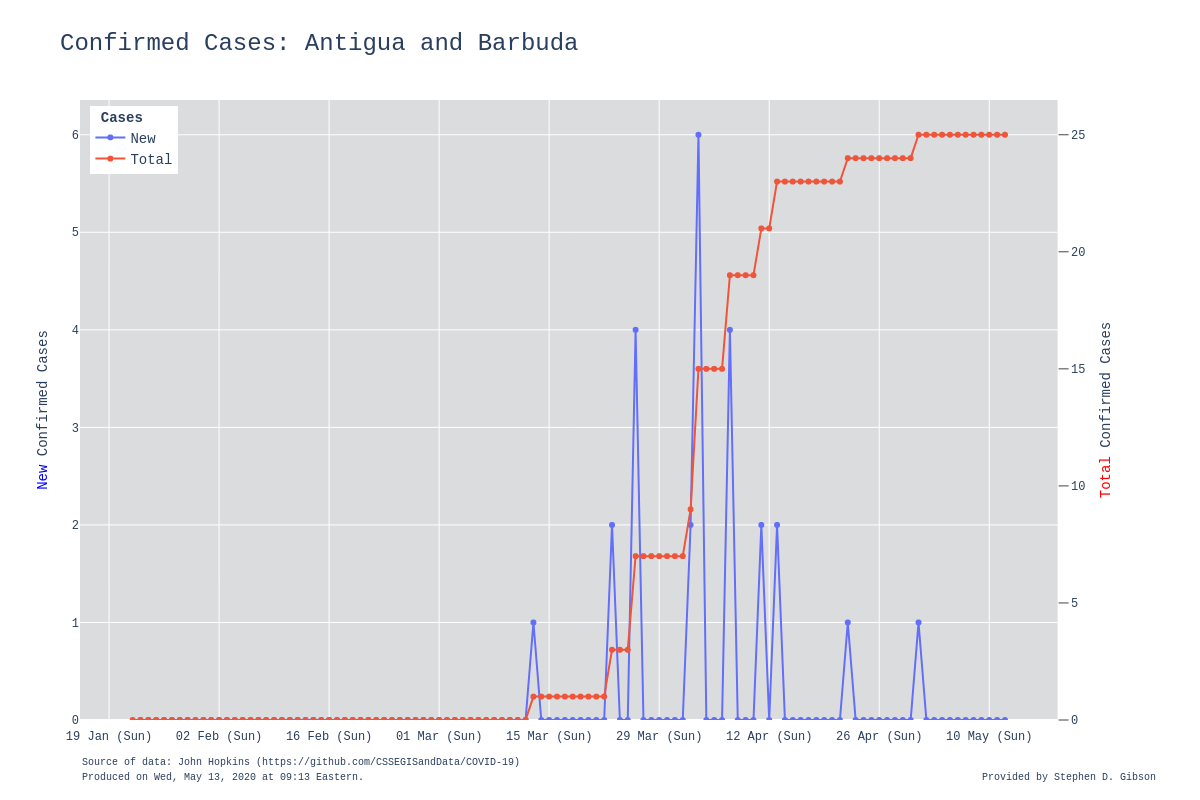 Confirmed Cases: Antigua and Barbuda
Cases
New
Total
6
5
4
3
2
1
0
New Confirmed Cases
25
20
15
10
5
0
Total Confirmed Cases
19 Jan (Sun) 02 Feb (Sun) 16 Feb (Sun) 01 Mar (Sun) 15 Mar (Sun) 29 Mar (Sun) 12 Apr (Sun) 26 Apr (Sun) 10 May (Sun)
Source of data: John Hopkins (https://github.com/CSSEGISandData/COVID-19)
Produced on Wed, May 13, 2020 at 09:13 Eastern.
Provided by Stephen D. Gibson